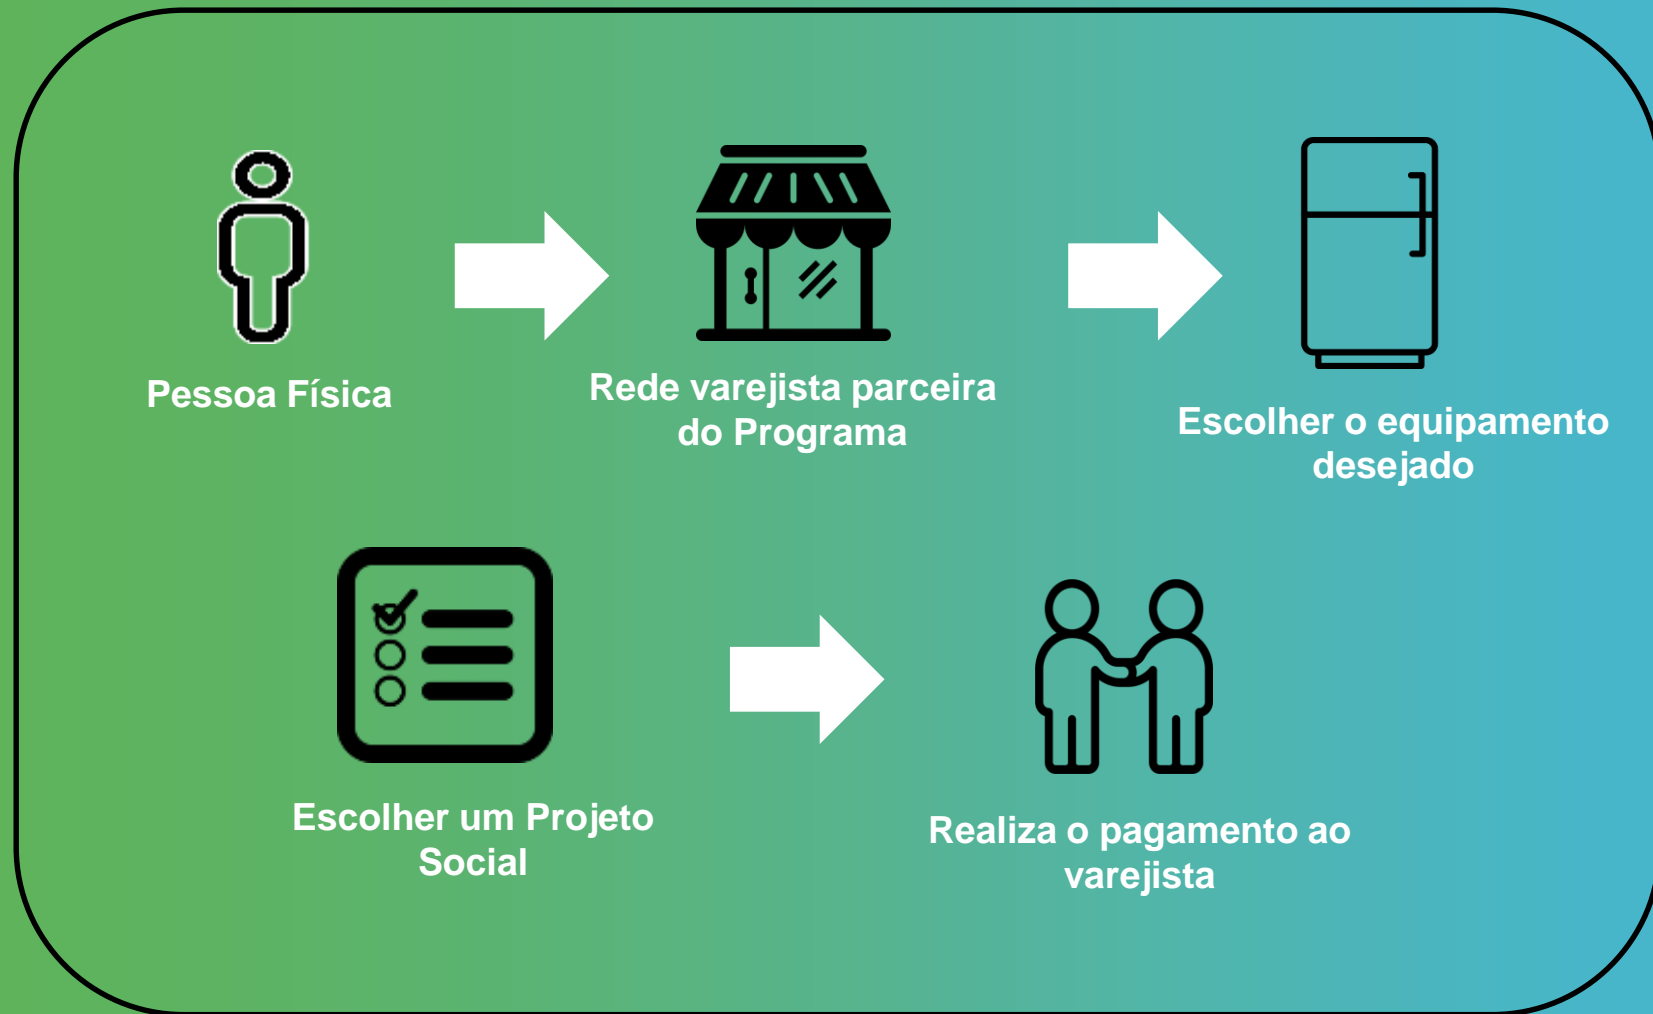 Pessoa Física
Rede varejista parceira
do Programa
Escolher o equipamento
desejado
Escolher um Projeto
Social
Realiza o pagamento ao
varejista